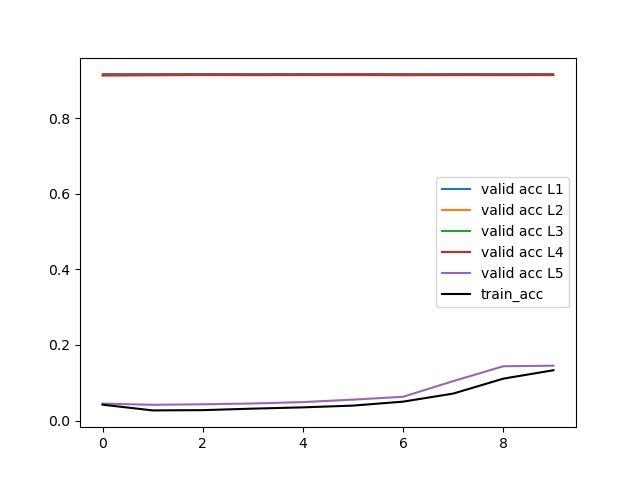 0.8
0.6
0.4
0.2
0.0
0
2
4
6
8
valid acc L1
valid acc L2
valid acc L3
valid acc L4
valid acc L5
train_acc